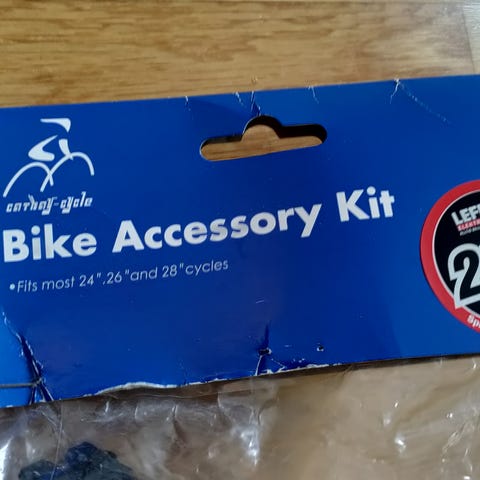 cathay-cycle
Bike Accessory Kit
•Fits most 24",26"and 28"cycles